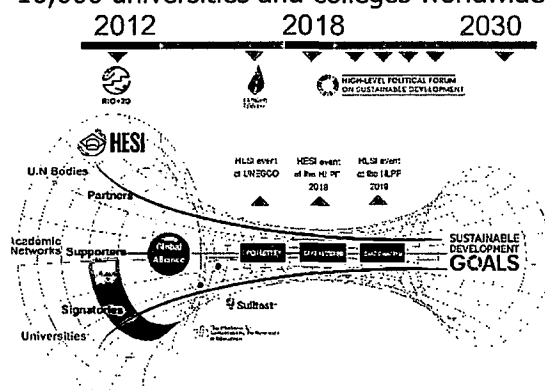 10,000 universities and colleges worldwide
2012 2018 2030
RIO+20
HIGH-LEVEL POLITICAL FORUM
ON SUSTAINABLE DEVELOPMENT
HESI
U.N Bodies
Partners
HESI event
at UNESCO
HESI event
at the HLPF
2018
HESI event
at the HLPF
2019
Academic
Networks
Supporters
Global
Alliance
SUSTAINABLE
DEVELOPMENT
GOALS
Signatories
Sulitest
Universities